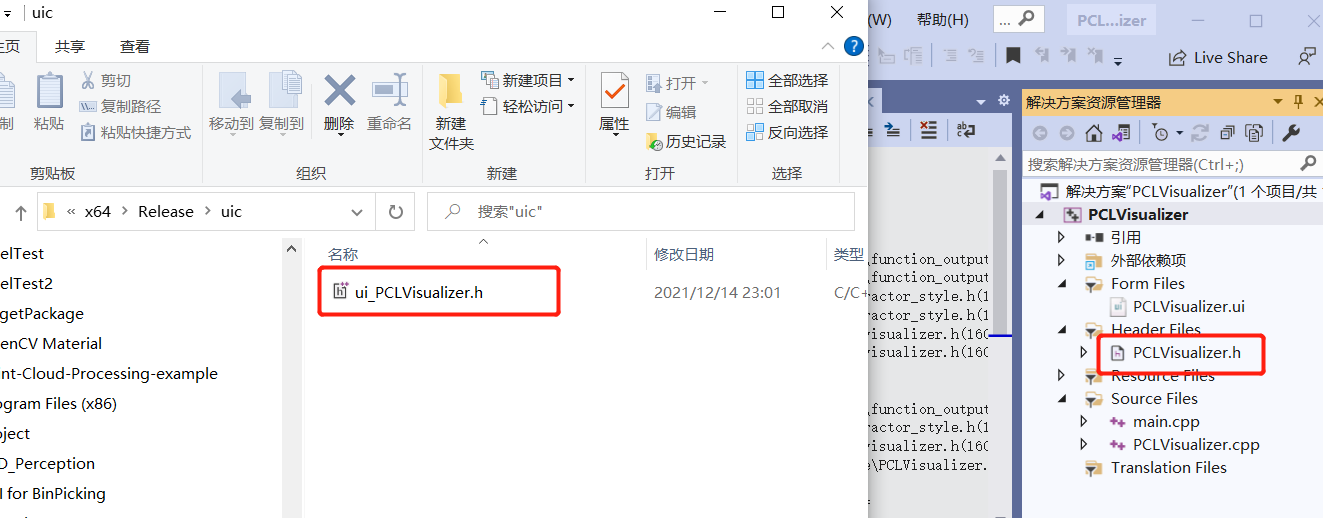 uic
主页 共享 查看
剪切
复制路径
粘贴快捷方式
粘贴
剪贴板
移动到 复制到 删除 重命名
组织
新建
文件夹
新建项目
轻松访问
新建
属性
打开
编辑
历史记录
打开
全部选择
全部取消
反向选择
选择
« x64 > Release > uic
搜索"uic"
elTest
elTest2
getPackage
enCV Material
nt-Cloud-Processing-example
ogram Files (x86)
oject
D_Perception
I for BinPicking
名称 修改日期 类型
ui_PCLVisualizer.h 2021/12/14 23:01 C/C+
(W) 帮助(H) ... PCL...izer
Live Share
\function_output
\function_output
ractor_style.h(1
ractor_style.h(1
visualizer.h(160
visualizer.h(160
\function_output
ractor_style.h(1
visualizer.h(160
e\PCLVisualizer.
解决方案资源管理器
搜索解决方案资源管理器(Ctrl+;)
解决方案"PCLVisualizer"(1 个项目/共
PCLVisualizer
引用
外部依赖项
Form Files
PCLVisualizer.ui
Header Files
PCLVisualizer.h
Resource Files
Source Files
main.cpp
PCLVisualizer.cpp
Translation Files